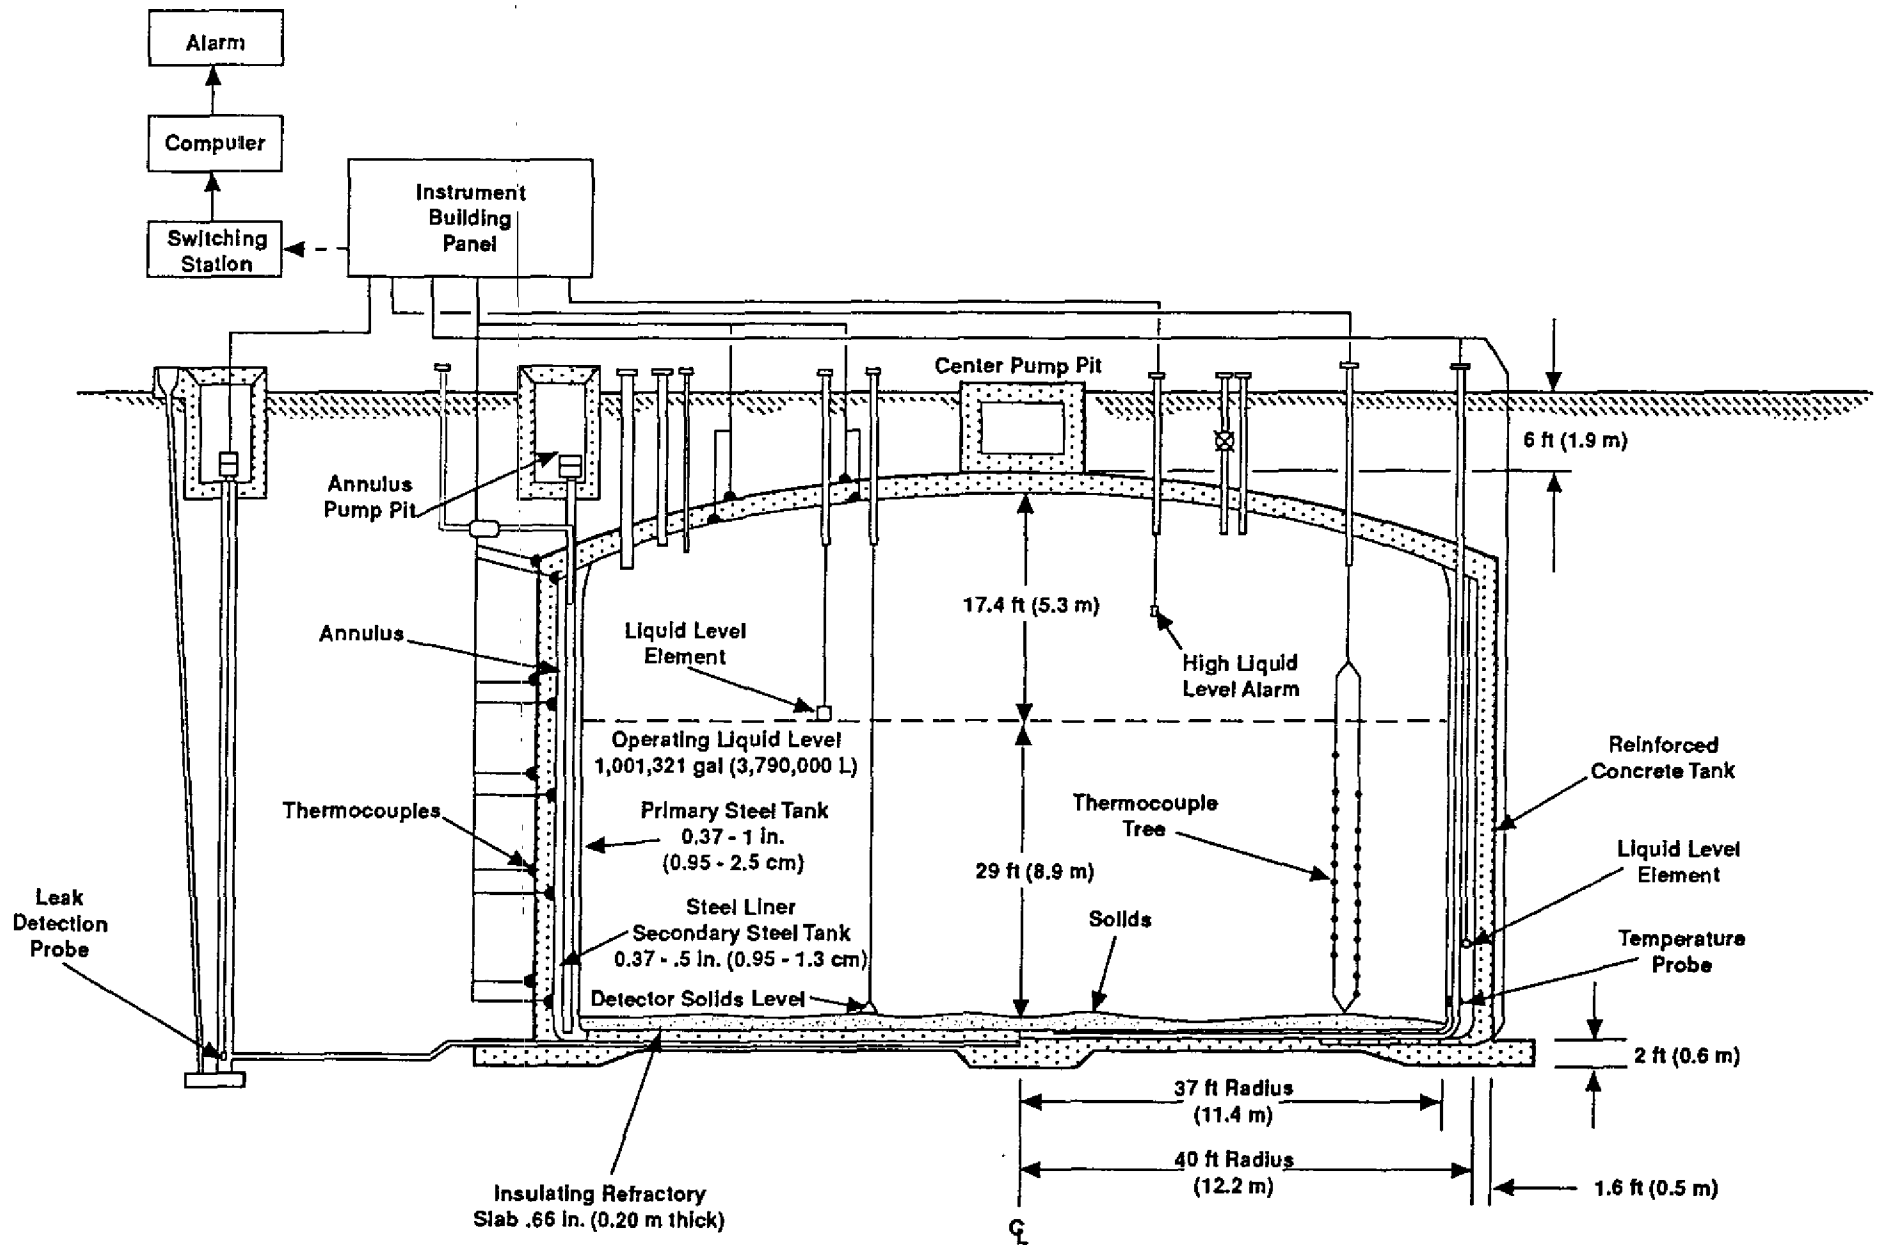 Alarm
Computer
Switching
Station
Instrument
Building
Panel
Center Pump Pit
6 ft (1.9 m)
Annulus
Pump Pit
17.4 ft (5.3 m)
Annulus
Liquid Level
Element
High Liquid
Level Alarm
Operating Liquid Level
1,001,321 gal (3,790,000 L)
Reinforced
Concrete Tank
Thermocouples
Primary Steel Tank
0.37 - 1 in.
(0.95 - 2.5 cm)
Thermocouple
Tree
29 ft (8.9 m)
Liquid Level
Element
Leak
Detection
Probe
Steel Liner
Secondary Steel Tank
0.37 - .5 in. (0.95 - 1.3 cm)
Solids
Temperature
Probe
Detector Solids Level
2 ft (0.6 m)
37 ft Radius
(11.4 m)
40 ft Radius
(12.2 m)
1.6 ft (0.5 m)
Insulating Refractory
Slab .66 in. (0.20 m thick)
℄